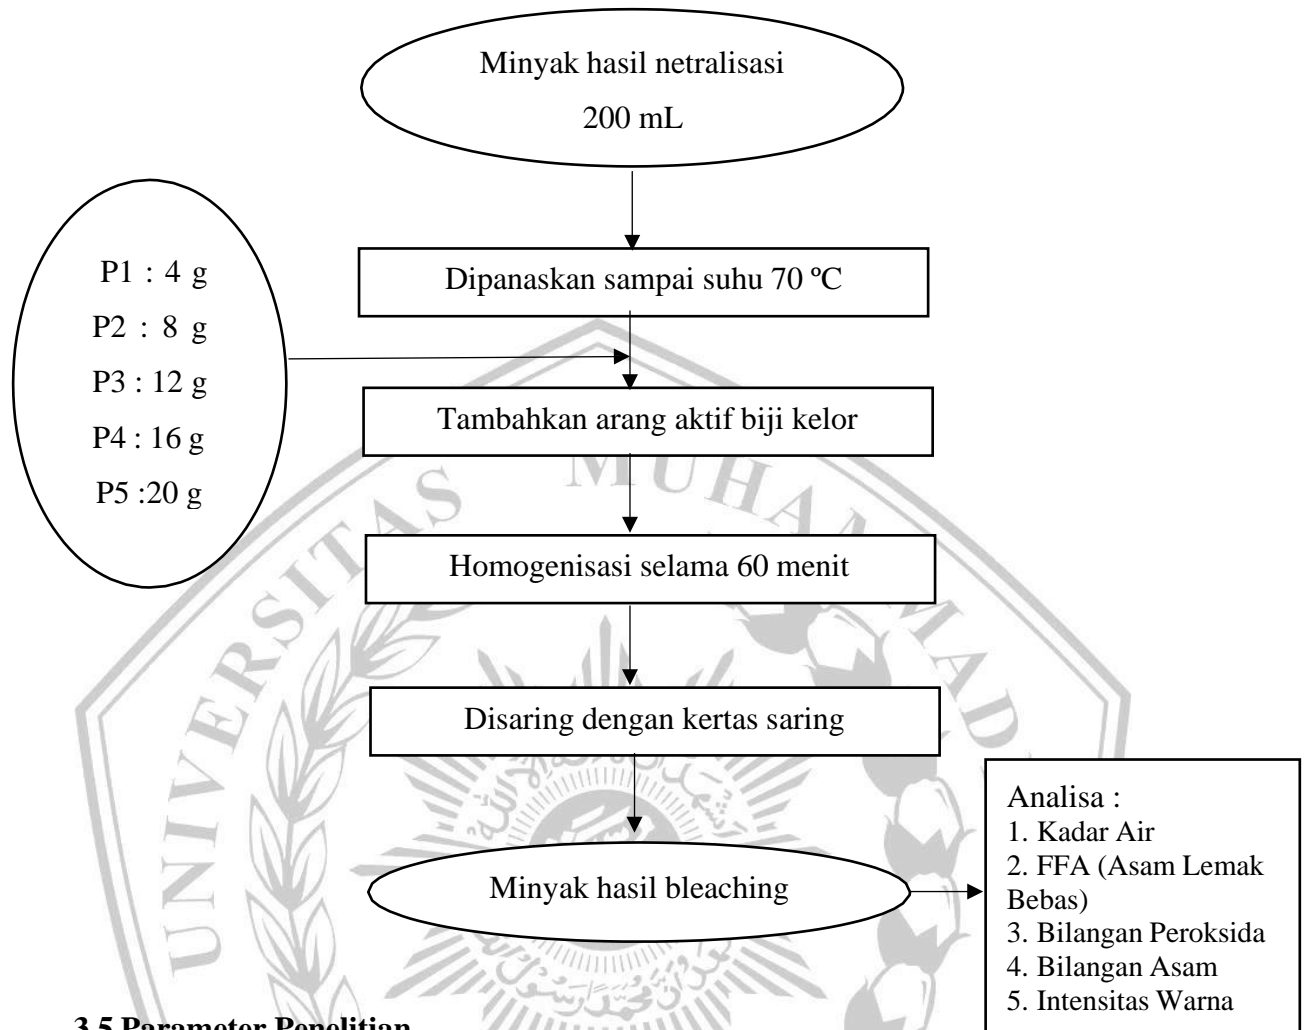 Minyak hasil netralisasi
200 mL
Dipanaskan sampai suhu 70 ºC
P1 : 4 g
P2 : 8 g
P3 : 12 g
P4 : 16 g
P5 :20 g
Tambahkan arang aktif biji kelor
Homogenisasi selama 60 menit
Disaring dengan kertas saring
Minyak hasil bleaching
Analisa :
1. Kadar Air
2. FFA (Asam Lemak
Bebas)
3. Bilangan Peroksida
4. Bilangan Asam
5. Intensitas Warna
3.5 Parameter Penelitian
UNIVERSITAS MUHAMMAD